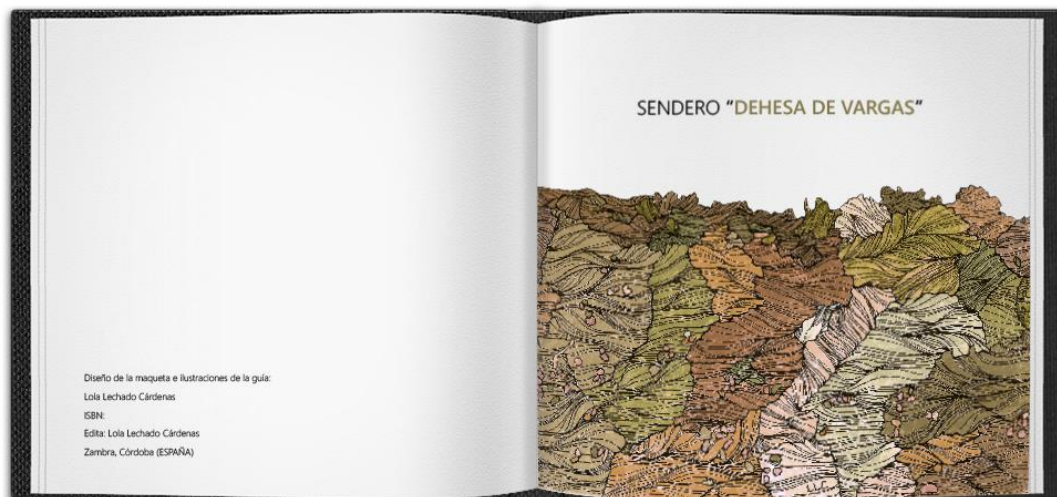 Diseño de la maqueta e ilustraciones de la guía:
Lola Lechado Cárdenas
ISBN:
Edita: Lola Lechado Cárdenas
Zambra, Córdoba (ESPAÑA)
SENDERO "DEHESA DE VARGAS"